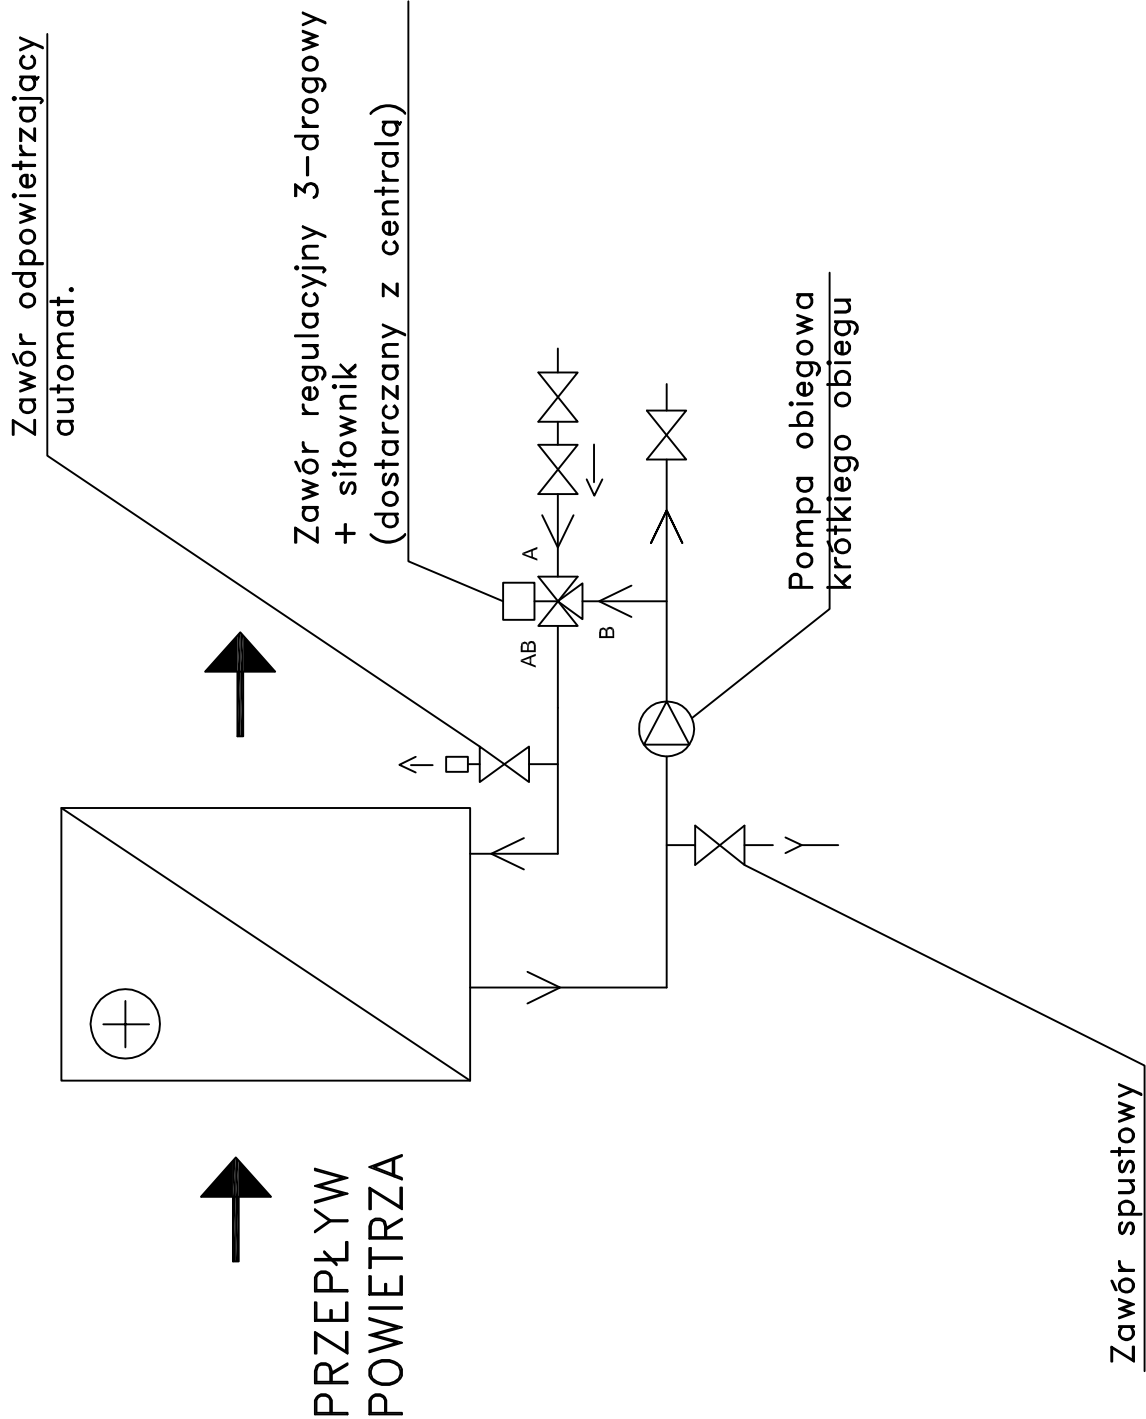 Zawór odpowietrzający
automat.
Zawór regulacyjny 3-drogowy
+ siłownik
(dostarczany z centralą)
A
AB
B
Pompa obiegowa
krótkiego obiegu
PRZEPŁYW
POWIETRZA
Zawór spustowy